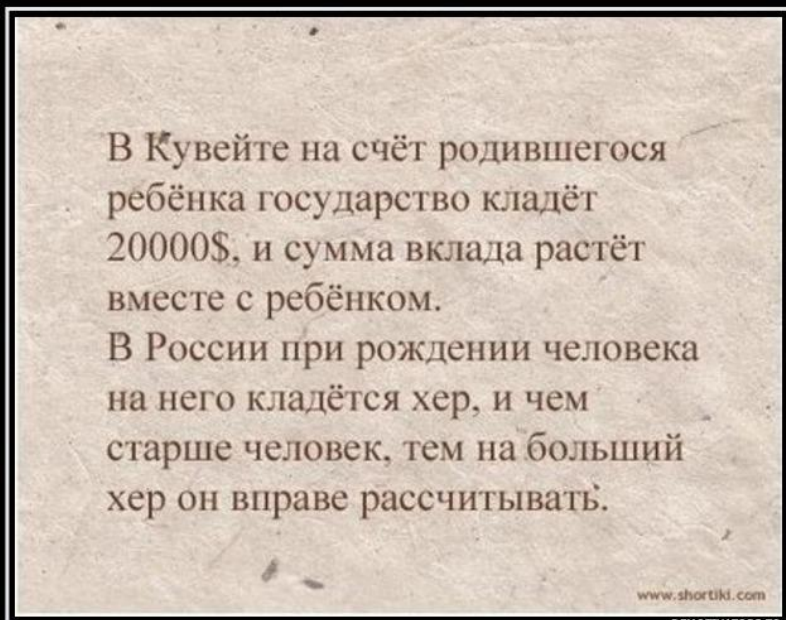 В Кувейте на счёт родившегося
ребёнка государство кладёт
20000$, и сумма вклада растёт
вместе с ребёнком.
В России при рождении человека
на него кладётся хер, и чем
старше человек, тем на больший
хер он вправе рассчитывать.
www.shortiki.com